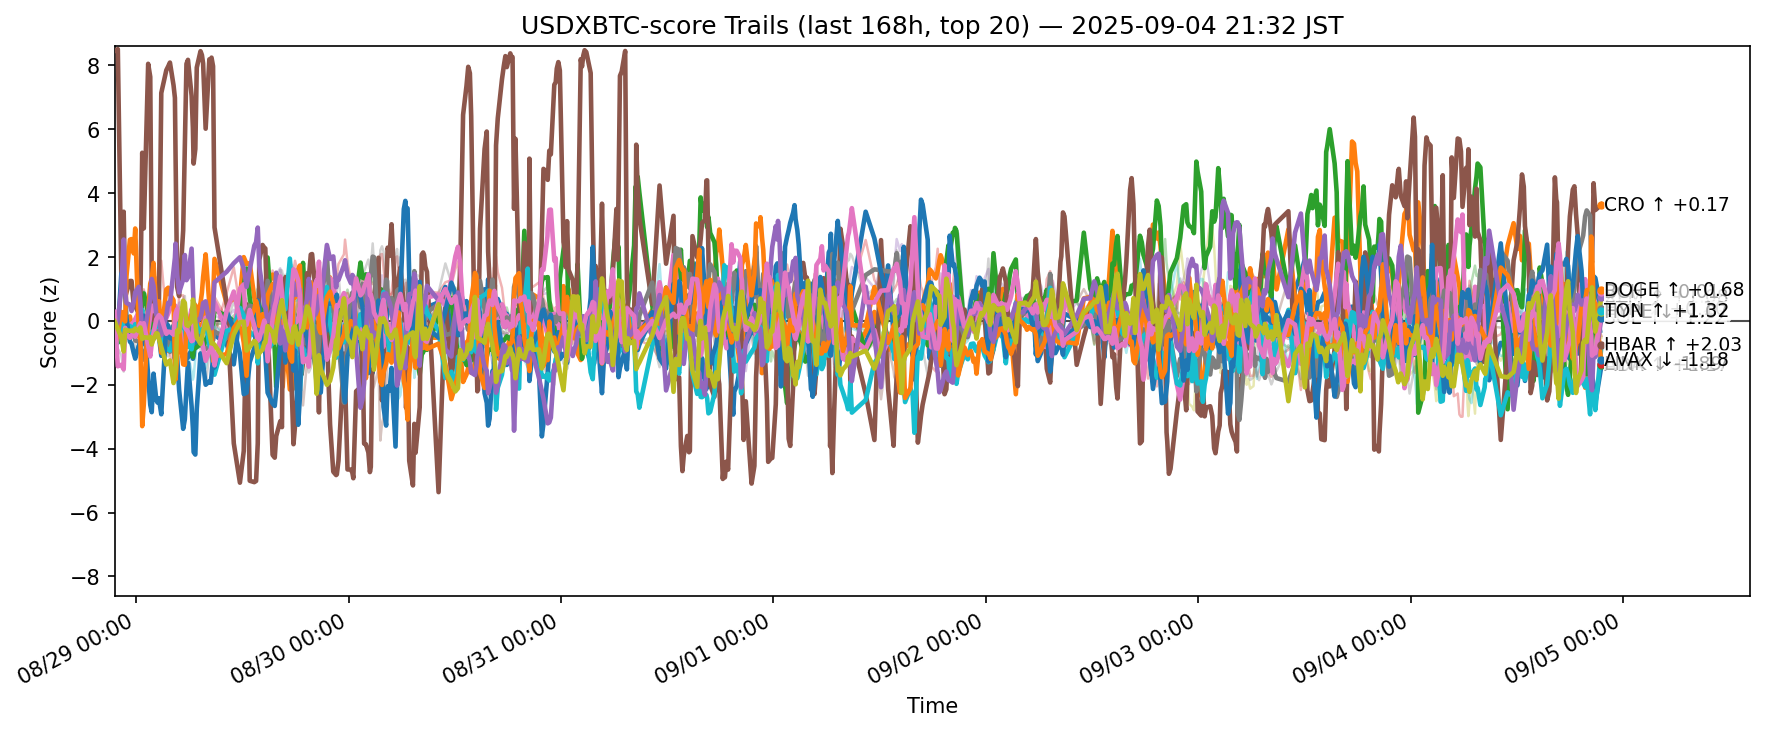 USDXBTC-score Trails (last 168h, top 20) — 2025-09-04 21:32 JST
Score (z)
8
6
4
2
0
−2
−4
−6
−8
CRO ↑ +0.17
DOGE ↑ +0.68
TON ↑ +1.32
HBAR ↑ +2.03
AVAX ↓ -1.18
08/29 00:00
08/30 00:00
08/31 00:00
09/01 00:00
09/02 00:00
09/03 00:00
09/04 00:00
09/05 00:00
Time